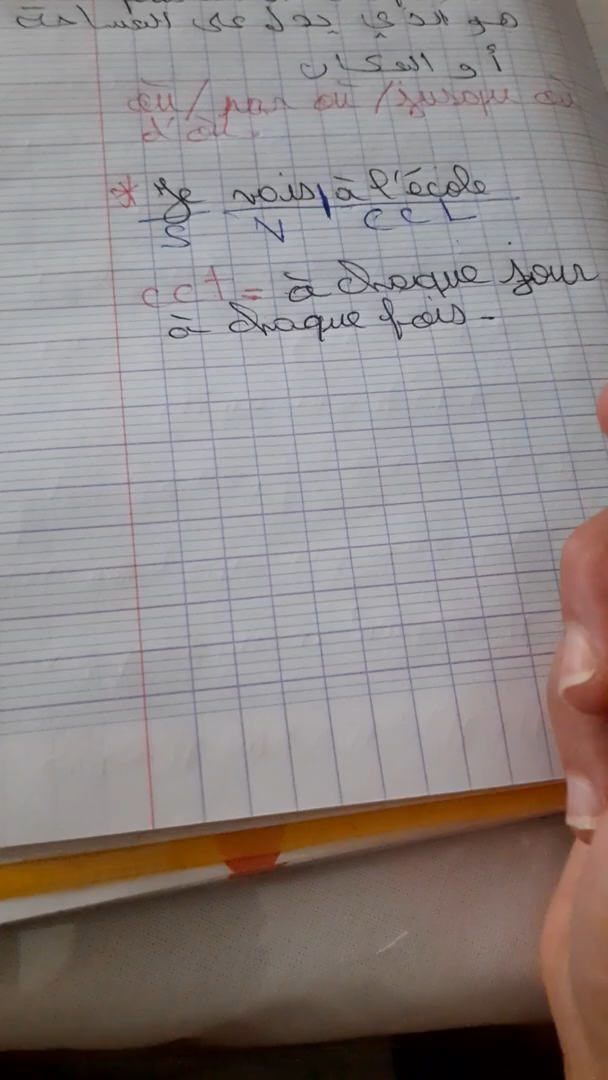 هو الذي يدل على المسافة
أو المكان
où / par où / jusqu'où
d'où.
* Je vais à l'école
S V CCL
CCT = à chaque jour
à chaque fois -